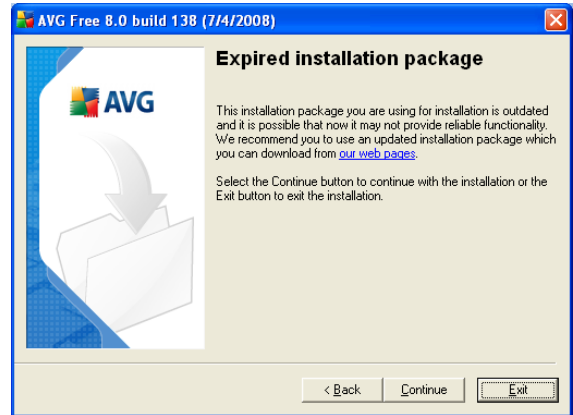 AVG Free 8.0 build 138 (7/4/2008)
Expired installation package
AVG
This installation package you are using for installation is outdated
and it is possible that now it may not provide reliable functionality.
We recommend you to use an updated installation package which
you can download from our web pages.
Select the Continue button to continue with the installation or the
Exit button to exit the installation.
< Back Continue Exit